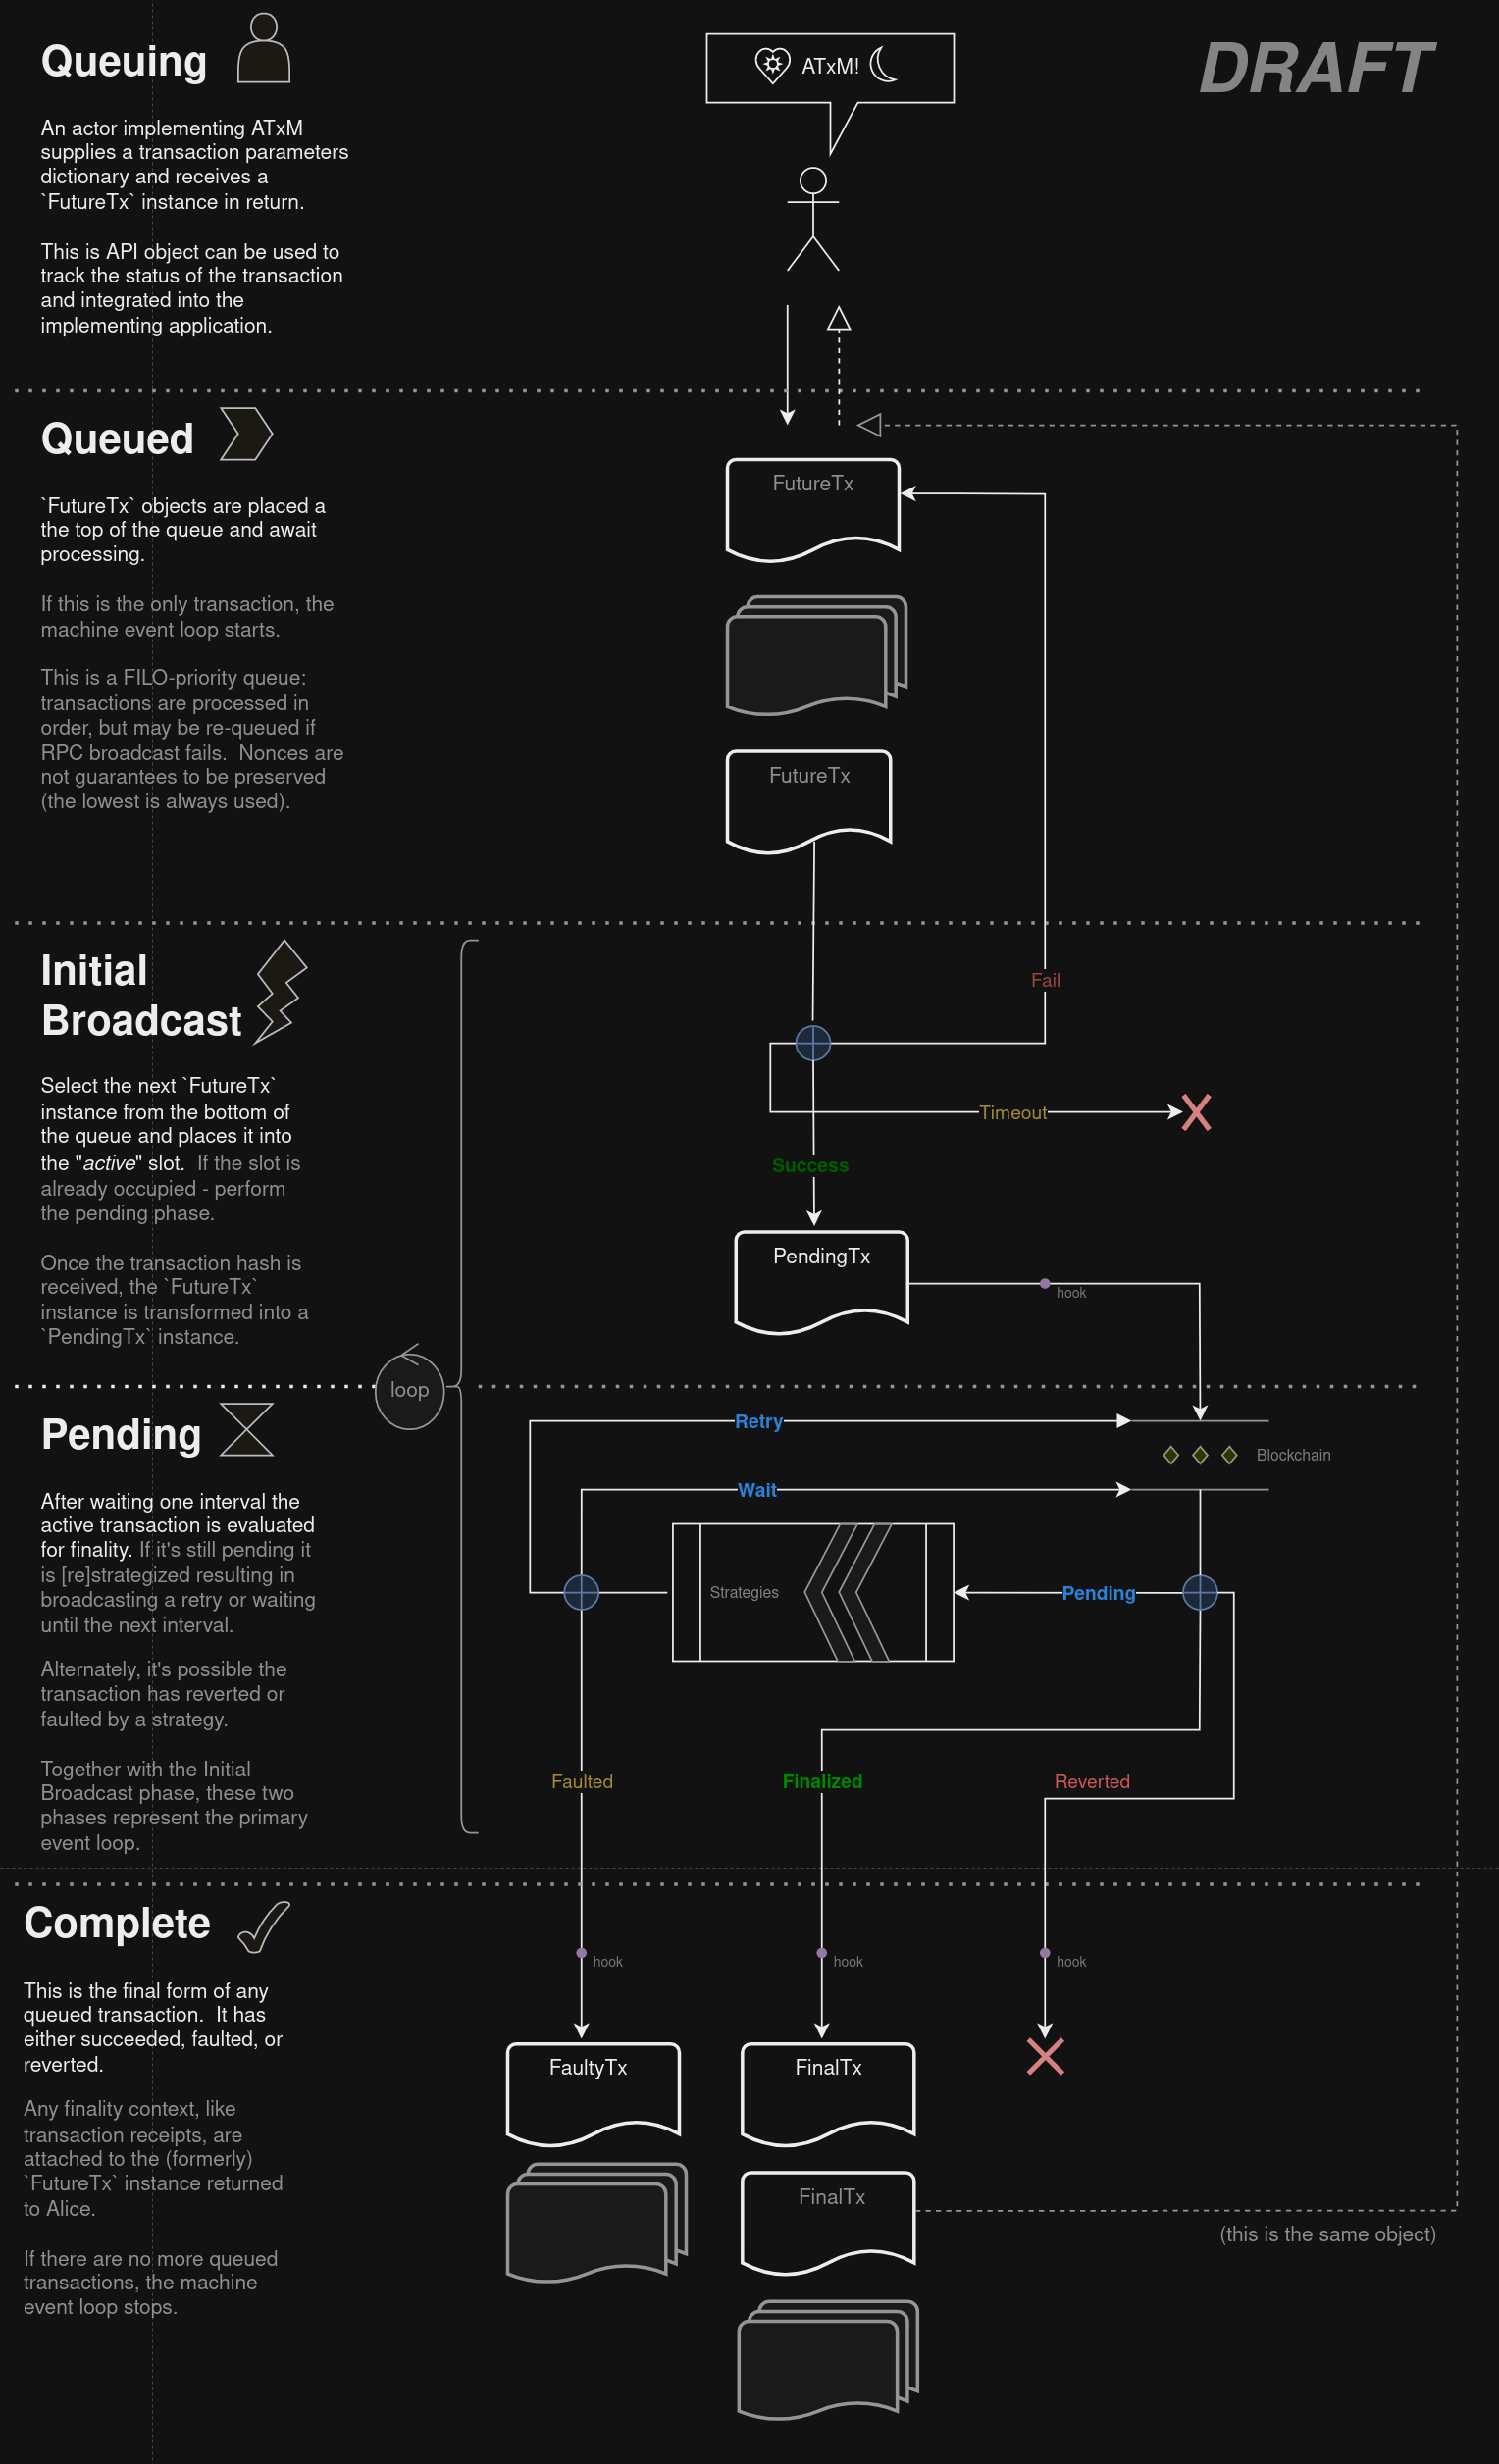 Queuing
ATxM!
DRAFT
An actor implementing ATxM
supplies a transaction parameters
dictionary and receives a
`FutureTx` instance in return.
This is API object can be used to
track the status of the transaction
and integrated into the
implementing application.
Queued
`FutureTx` objects are placed a
the top of the queue and await
processing.
If this is the only transaction, the
machine event loop starts.
This is a FILO-priority queue:
transactions are processed in
order, but may be re-queued if
RPC broadcast fails.  Nonces are
not guarantees to be preserved
(the lowest is always used).
FutureTx
FutureTx
Initial
Broadcast
Select the next `FutureTx`
instance from the bottom of
the queue and places it into
the "active" slot.  If the slot is
already occupied - perform
the pending phase.
Once the transaction hash is
received, the `FutureTx`
instance is transformed into a
`PendingTx` instance.
Fail
Timeout
Success
PendingTx
hook
loop
Pending
After waiting one interval the
active transaction is evaluated
for finality. If it's still pending it
is [re]strategized resulting in
broadcasting a retry or waiting
until the next interval.
Alternately, it's possible the
transaction has reverted or
faulted by a strategy.
Together with the Initial
Broadcast phase, these two
phases represent the primary
event loop.
Retry
Blockchain
Wait
Strategies
Pending
Faulted
Finalized
Reverted
Complete
This is the final form of any
queued transaction.  It has
either succeeded, faulted, or
reverted.
Any finality context, like
transaction receipts, are
attached to the (formerly)
`FutureTx` instance returned
to Alice.
If there are no more queued
transactions, the machine
event loop stops.
hook
hook
hook
FaultyTx
FinalTx
FinalTx
(this is the same object)